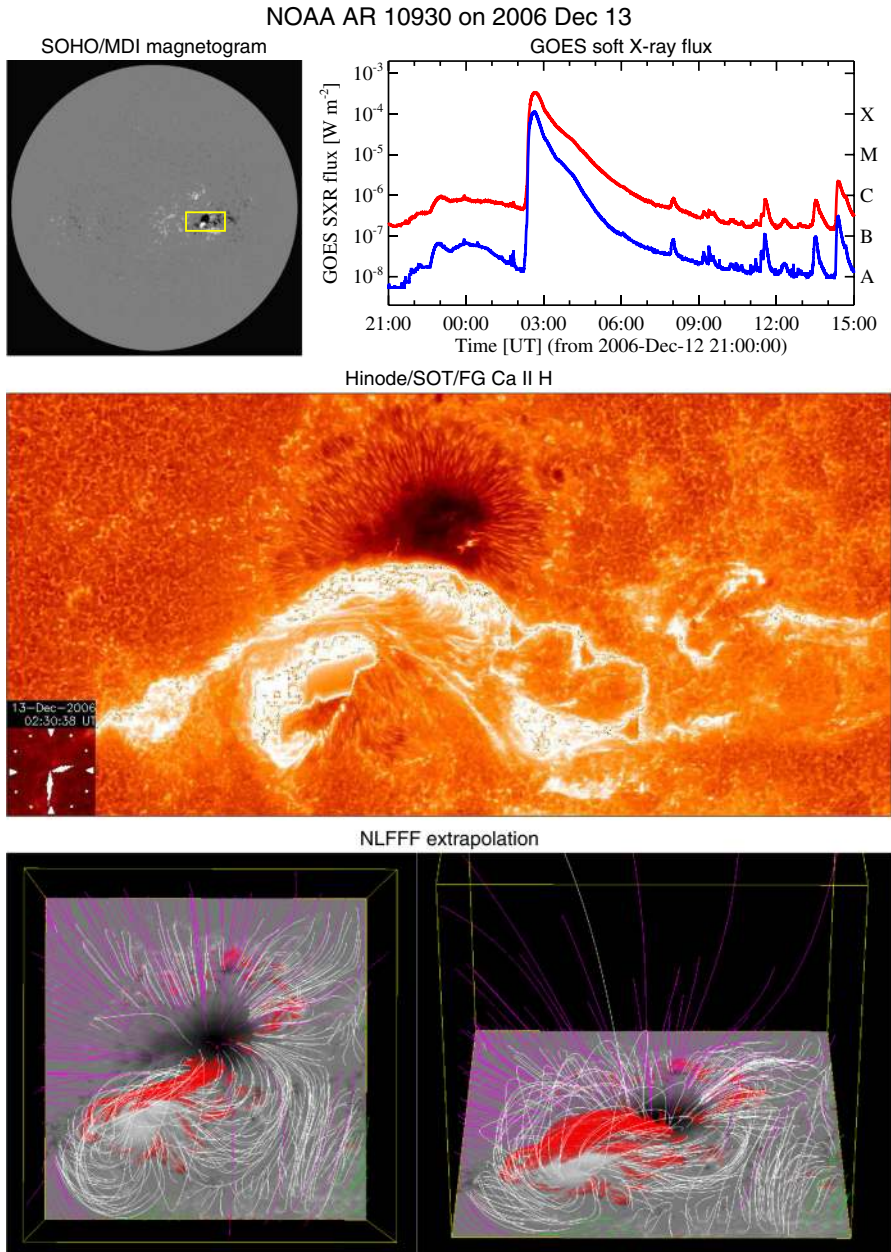 NOAA AR 10930 on 2006 Dec 13
SOHO/MDI magnetogram
GOES soft X-ray flux
GOES SXR flux [W m⁻²]
10⁻³
10⁻⁴
10⁻⁵
10⁻⁶
10⁻⁷
10⁻⁸
X
M
C
B
A
21:00 00:00 03:00 06:00 09:00 12:00 15:00
Time [UT] (from 2006-Dec-12 21:00:00)
Hinode/SOT/FG Ca II H
13-Dec-2006
02:30:38 UT
NLFFF extrapolation